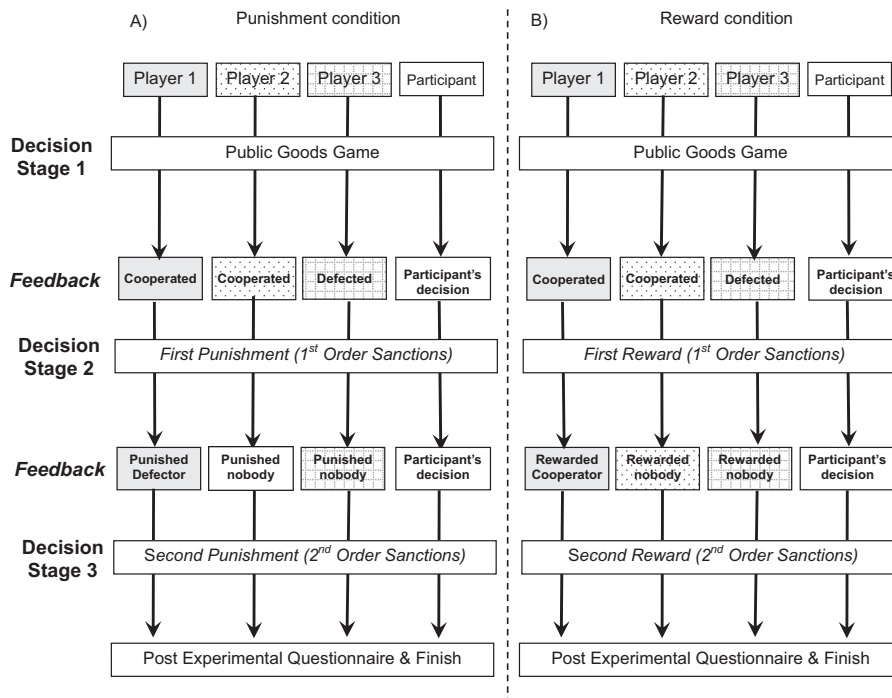 A) Punishment condition
Player 1 Player 2 Player 3 Participant
Decision
Stage 1
Public Goods Game
Feedback
Cooperated Cooperated Defected Participant's
decision
Decision
Stage 2
First Punishment (1st Order Sanctions)
Feedback
Punished
Defector
Punished
nobody
Punished
nobody
Participant's
decision
Decision
Stage 3
Second Punishment (2nd Order Sanctions)
Post Experimental Questionnaire & Finish
B) Reward condition
Player 1 Player 2 Player 3 Participant
Public Goods Game
Cooperated Cooperated Defected Participant's
decision
First Reward (1st Order Sanctions)
Rewarded
Cooperator
Rewarded
nobody
Rewarded
nobody
Participant's
decision
Second Reward (2nd Order Sanctions)
Post Experimental Questionnaire & Finish